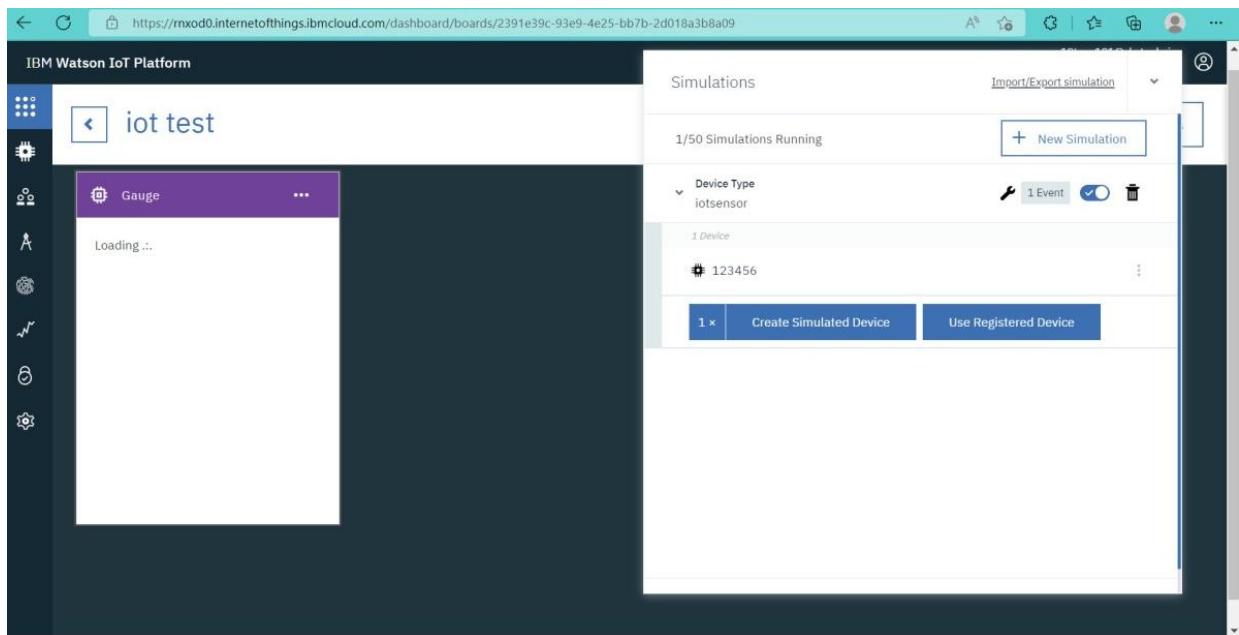 https://rnxod0.internetofthings.ibmcloud.com/dashboard/boards/2391e39c-93e9-4e25-bb7b-2d018a3b8a09
IBM Watson IoT Platform
iot test
Gauge
Loading .:.
Simulations
Import/Export simulation
1/50 Simulations Running
+ New Simulation
Device Type
iotsensor
1 Event
1 Device
123456
1 ×
Create Simulated Device
Use Registered Device